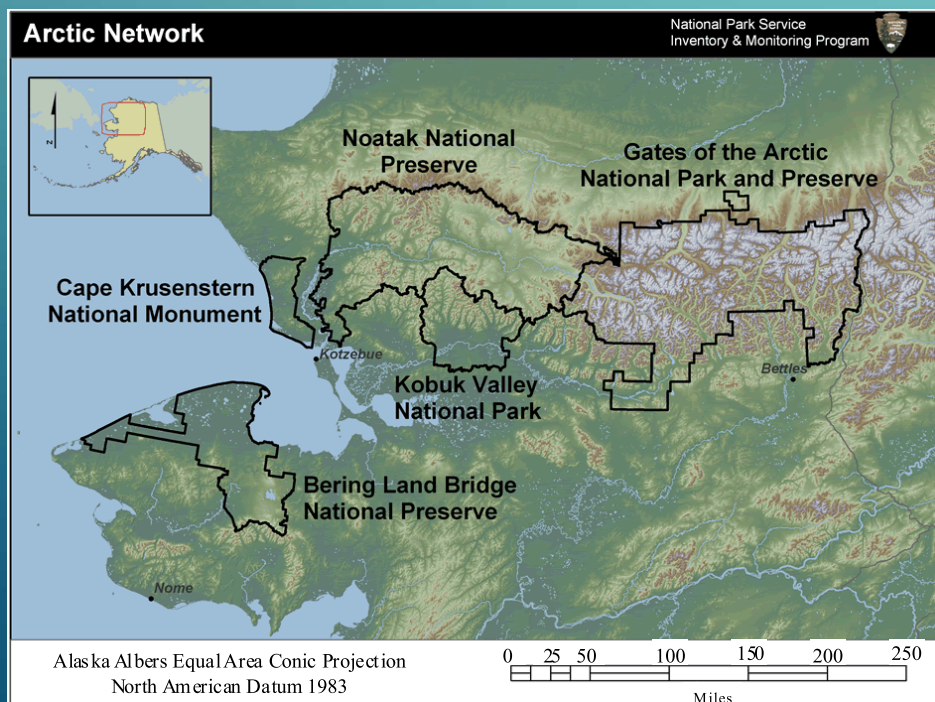 Arctic Network
National Park Service
Inventory & Monitoring Program
N
Noatak National
Preserve
Gates of the Arctic
National Park and Preserve
Cape Krusenstern
National Monument
Kotzebue
Bettles
Kobuk Valley
National Park
Bering Land Bridge
National Preserve
Nome
Alaska Albers Equal Area Conic Projection
North American Datum 1983
0 25 50 100 150 200 250
Miles